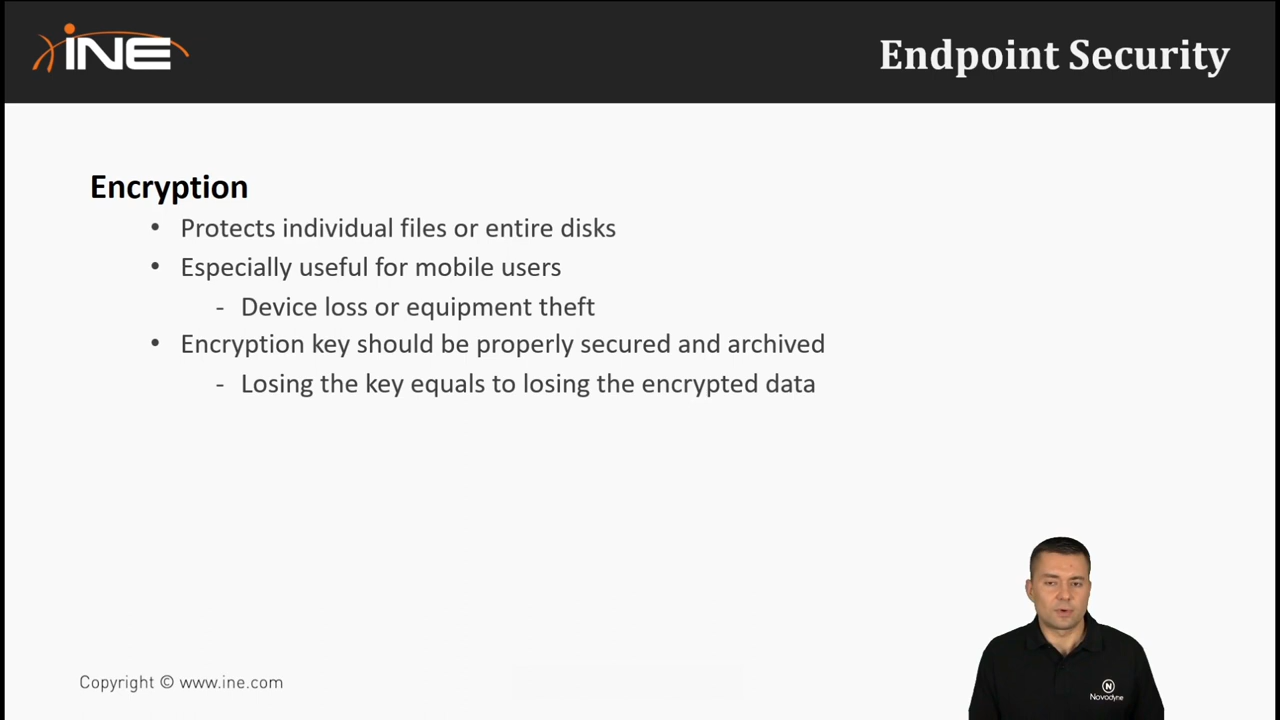 iNE
Endpoint Security
Encryption
• Protects individual files or entire disks
• Especially useful for mobile users
- Device loss or equipment theft
• Encryption key should be properly secured and archived
- Losing the key equals to losing the encrypted data
N
Novodyne
Copyright © www.ine.com